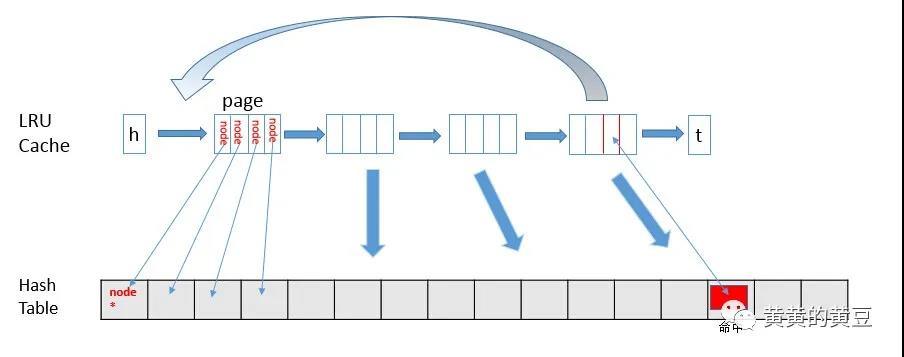 page
LRU
Cache
h
node
node
node
node
t
Hash
Table
node
*
命中
黄黄的黄豆